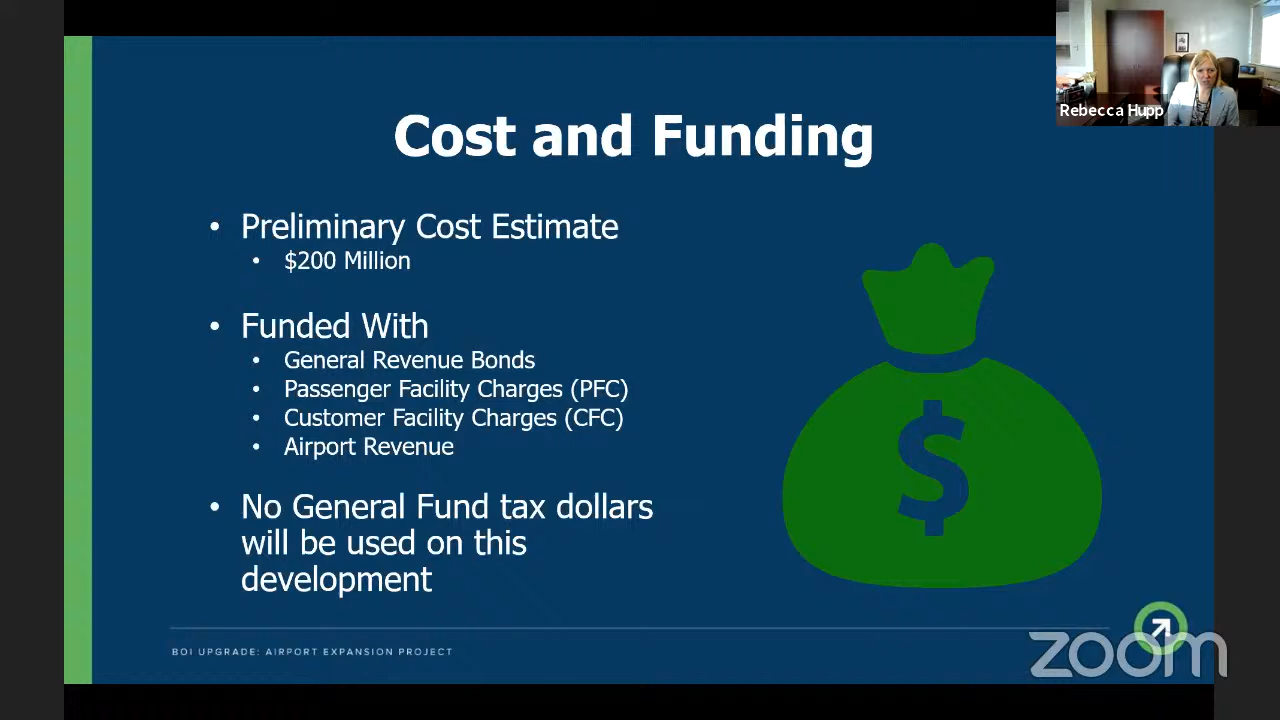 Rebecca Hupp
Cost and Funding
• Preliminary Cost Estimate
• $200 Million
• Funded With
• General Revenue Bonds
• Passenger Facility Charges (PFC)
• Customer Facility Charges (CFC)
• Airport Revenue
• No General Fund tax dollars
will be used on this
development
$
BOI UPGRADE: AIRPORT EXPANSION PROJECT
zoom